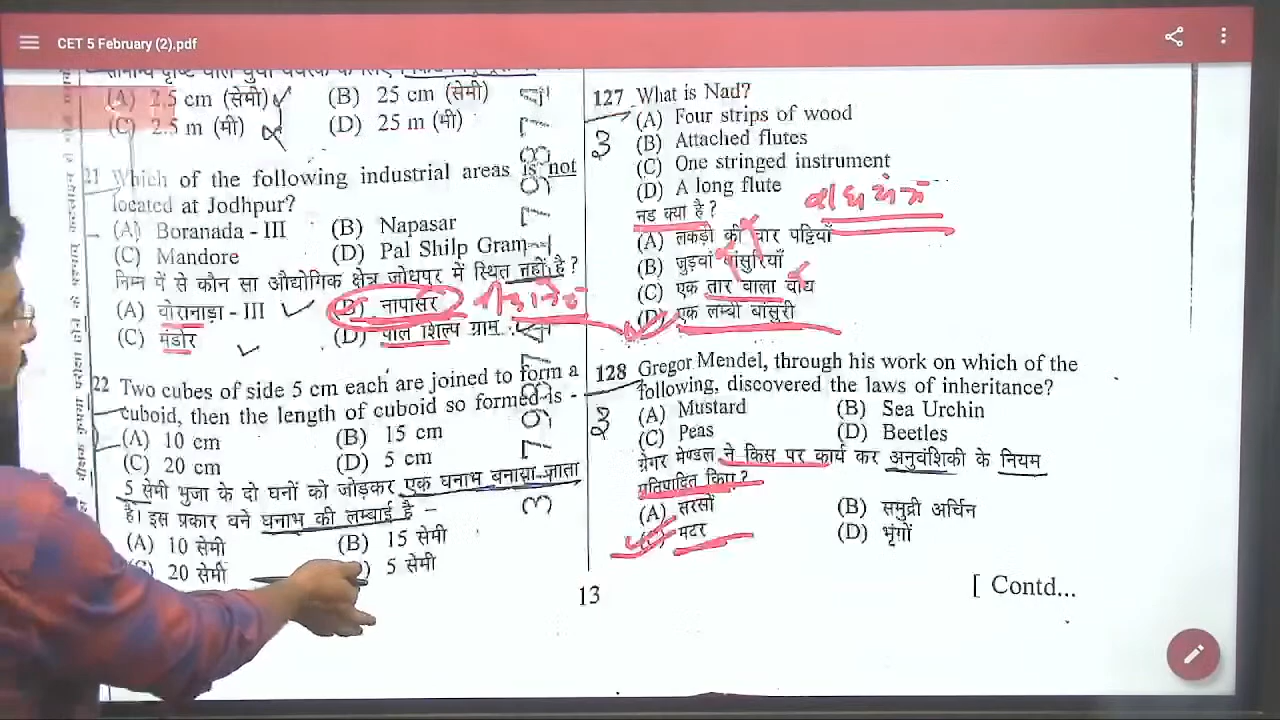 CET 5 February (2).pdf
(A) 2.5 cm (सेमी) (B) 25 cm (सेमी)
(C) 2.5 m (मी) (D) 25 m (मी)
21 Which of the following industrial areas is not
located at Jodhpur?
(A) Boranada - III (B) Napasar
(C) Mandore (D) Pal Shilp Gram
निम्न में से कौन सा औद्योगिक क्षेत्र जोधपुर में स्थित नहीं है?
(A) बोरानाड़ा - III (B) नापासर
(C) मंडोर (D) पाल शिल्प ग्राम
22 Two cubes of side 5 cm each are joined to form a
cuboid, then the length of cuboid so formed is -
(A) 10 cm (B) 15 cm
(C) 20 cm (D) 5 cm
5 सेमी भुजा के दो घनों को जोड़कर एक घनाभ बनाया जाता
है। इस प्रकार बने घनाभ की लम्बाई है -
(A) 10 सेमी (B) 15 सेमी
20 सेमी 5 सेमी
127 What is Nad?
3
(A) Four strips of wood
(B) Attached flutes
(C) One stringed instrument
(D) A long flute
नड क्या है?
(A) लकड़ी की चार पट्टियाँ
(B) जुड़वां बांसुरियाँ
(C) एक तार वाला वाद्य
(D) एक लम्बी बांसुरी
128 Gregor Mendel, through his work on which of the
3
following, discovered the laws of inheritance?
(A) Mustard (B) Sea Urchin
(C) Peas (D) Beetles
ग्रेगर मेण्डल ने किस पर कार्य कर अनुवंशिकी के नियम
प्रतिपादित किए?
(A) सरसों (B) समुद्री अर्चिन
मटर (D) भृंगों
13
[ Contd...